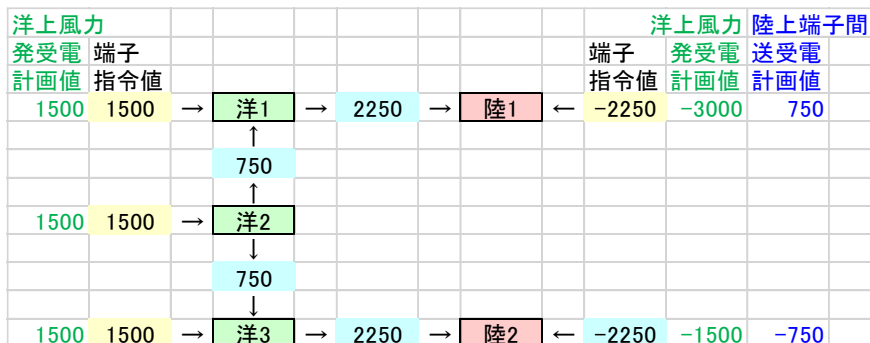 洋上風力 洋上風力 陸上端子間
発受電 端子 端子 発受電 送受電
計画値 指令値 指令値 計画値 計画値
1500 1500 → 洋1 → 2250 → 陸1 ← -2250 -3000 750
↑
750
↑
1500 1500 → 洋2
↓
750
↓
1500 1500 → 洋3 → 2250 → 陸2 ← -2250 -1500 -750